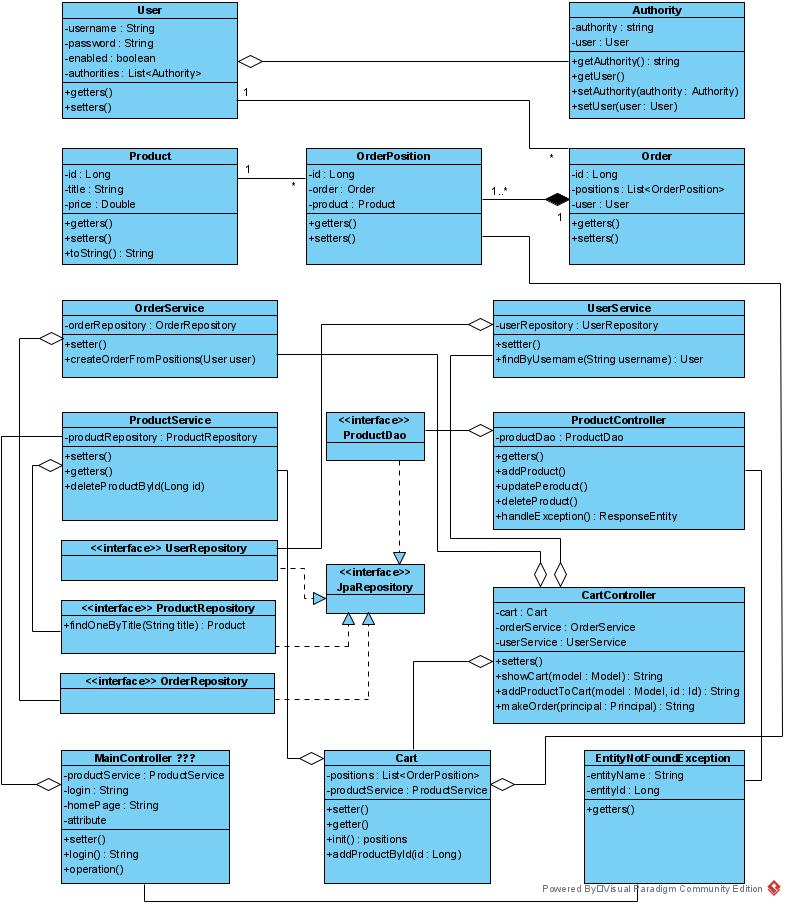 User
-username : String
-password : String
-enabled : boolean
-authorities : List<Authority>
+getters()
+setters()
Authority
-authority : string
-user : User
+getAuthority() : string
+getUser()
+setAuthority(authority : Authority)
+setUser(user : User)
1
*
Product
-id : Long
-title : String
-price : Double
+getters()
+setters()
+toString() : String
1
*
OrderPosition
-id : Long
-order : Order
-product : Product
+getters()
+setters()
1..*
1
Order
-id : Long
-positions : List<OrderPosition>
-user : User
+getters()
+setters()
OrderService
-orderRepository : OrderRepository
+setter()
+createOrderFromPositions(User user)
UserService
-userRepository : UserRepository
+settter()
+findByUsername(String username) : User
ProductService
-productRepository : ProductRepository
+setters()
+getters()
+deleteProductById(Long id)
<<interface>>
ProductDao
ProductController
-productDao : ProductDao
+getters()
+addProduct()
+updatePeroduct()
+deleteProduct()
+handleException() : ResponseEntity
<<interface>> UserRepository
<<interface>>
JpaRepository
<<interface>> ProductRepository
+findOneByTitle(String title) : Product
<<interface>> OrderRepository
CartController
-cart : Cart
-orderService : OrderService
-userService : UserService
+setters()
+showCart(model : Model) : String
+addProductToCart(model : Model, id : Id) : String
+makeOrder(principal : Principal) : String
MainController ???
-productService : ProductService
-login : String
-homePage : String
-attribute
+setter()
+login() : String
+operation()
Cart
-positions : List<OrderPosition>
-productService : ProductService
+setter()
+getter()
+init() : positions
+addProductById(id : Long)
EntityNotFoundException
-entityName : String
-entityId : Long
+getters()
Powered By Visual Paradigm Community Edition